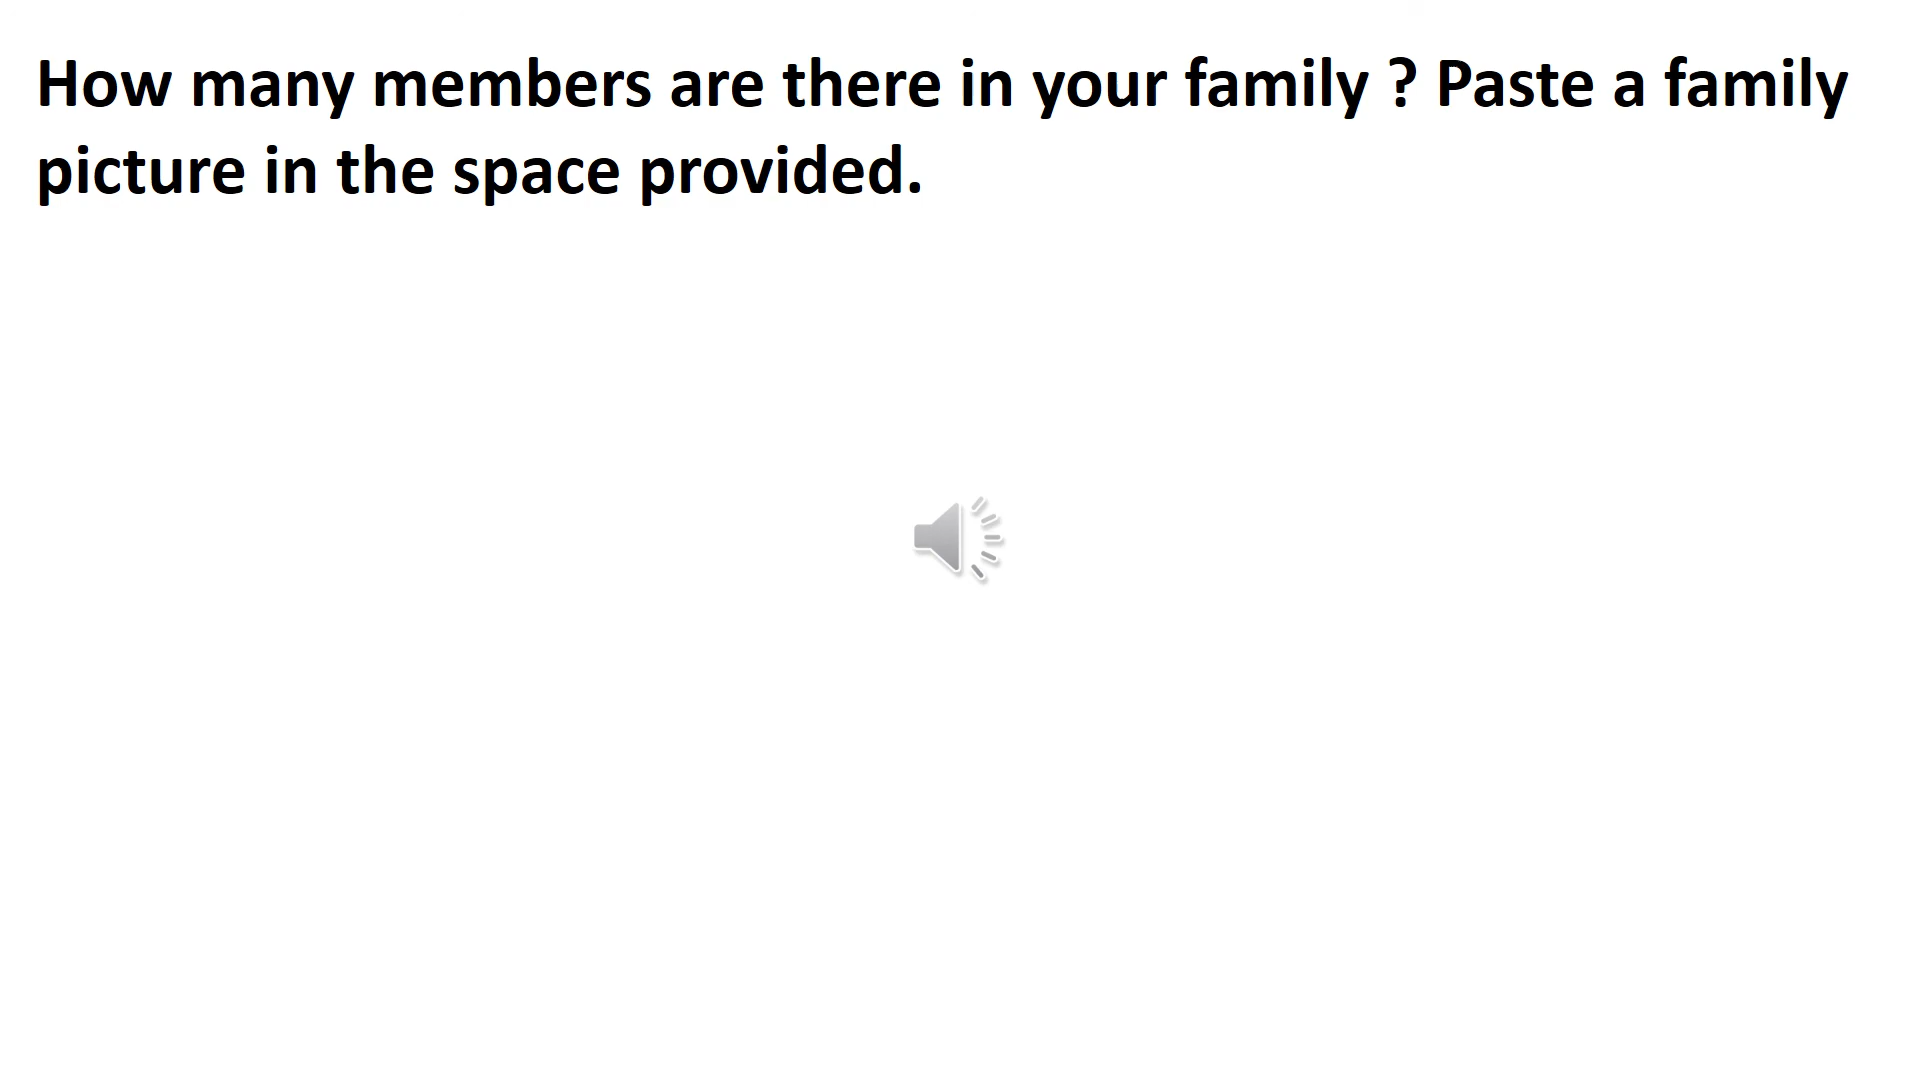 How many members are there in your family ? Paste a family
picture in the space provided.